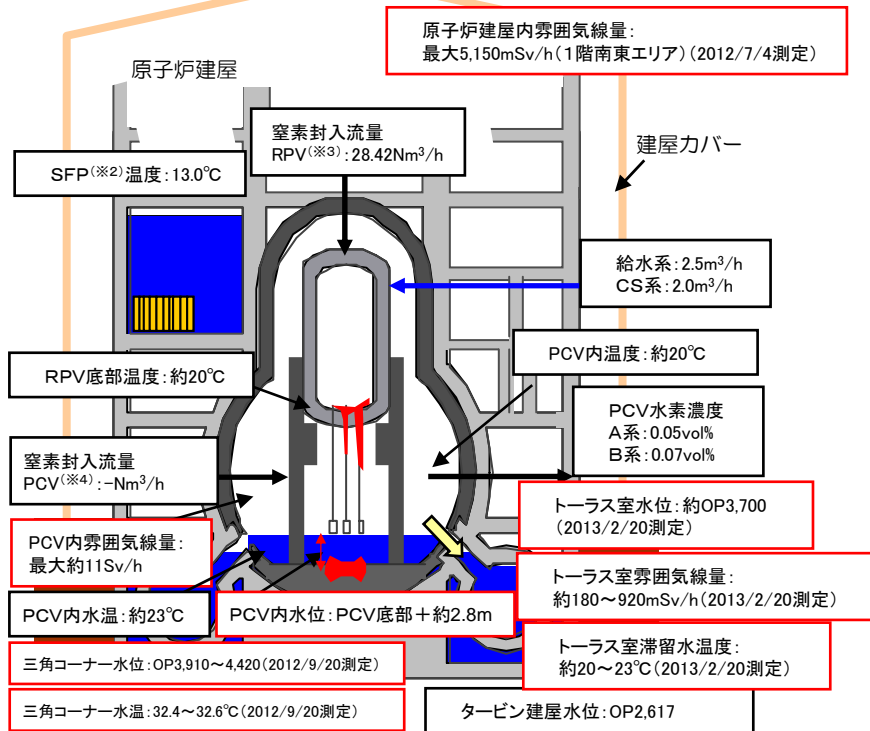 原子炉建屋内雰囲気線量:
最大5,150mSv/h(1階南東エリア)(2012/7/4測定)
原子炉建屋
窒素封入流量
RPV(※3):28.42Nm³/h
建屋カバー
SFP(※2)温度:13.0℃
給水系:2.5m³/h
CS系:2.0m³/h
PCV内温度:約20℃
RPV底部温度:約20℃
PCV水素濃度
A系:0.05vol%
B系:0.07vol%
窒素封入流量
PCV(※4):-Nm³/h
トーラス室水位:約OP3,700
(2013/2/20測定)
PCV内雰囲気線量:
最大約11Sv/h
トーラス室雰囲気線量:
約180~920mSv/h(2013/2/20測定)
PCV内水温:約23℃
PCV内水位:PCV底部+約2.8m
トーラス室滞留水温度:
約20~23℃(2013/2/20測定)
三角コーナー水位:OP3,910~4,420(2012/9/20測定)
三角コーナー水温:32.4~32.6℃(2012/9/20測定)
タービン建屋水位:OP2,617